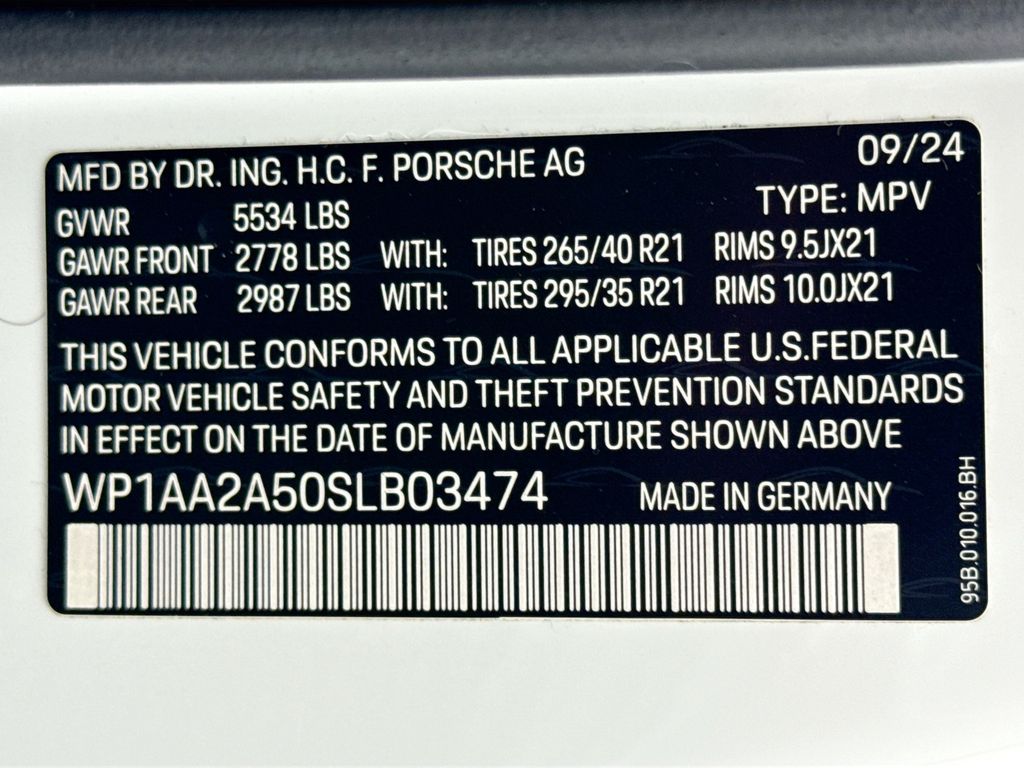 MFD BY DR. ING. H.C. F. PORSCHE AG 09/24
TYPE: MPV
GVWR 5534 LBS
GAWR FRONT 2778 LBS WITH: TIRES 265/40 R21 RIMS 9.5JX21
GAWR REAR 2987 LBS WITH: TIRES 295/35 R21 RIMS 10.0JX21
THIS VEHICLE CONFORMS TO ALL APPLICABLE U.S.FEDERAL
MOTOR VEHICLE SAFETY AND THEFT PREVENTION STANDARDS
IN EFFECT ON THE DATE OF MANUFACTURE SHOWN ABOVE
WP1AA2A50SLB03474 MADE IN GERMANY
95B.010.016.BH